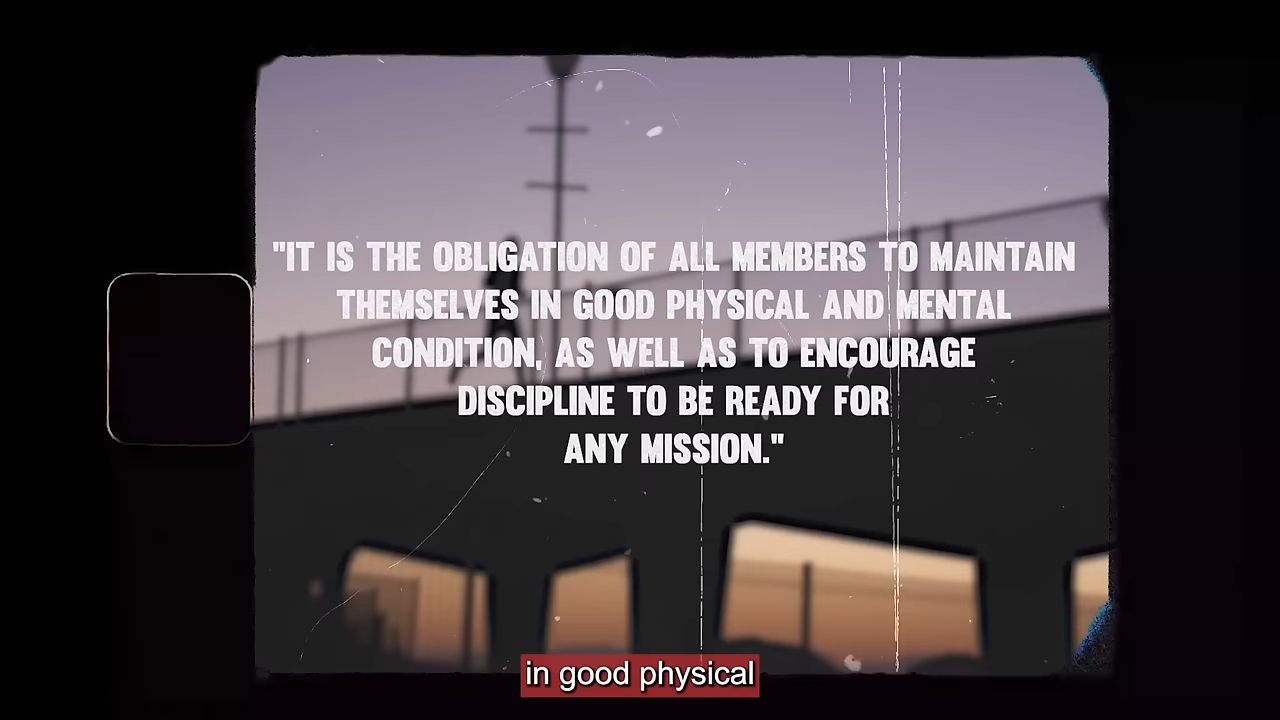 "IT IS THE OBLIGATION OF ALL MEMBERS TO MAINTAIN
THEMSELVES IN GOOD PHYSICAL AND MENTAL
CONDITION, AS WELL AS TO ENCOURAGE
DISCIPLINE TO BE READY FOR
ANY MISSION."
in good physical